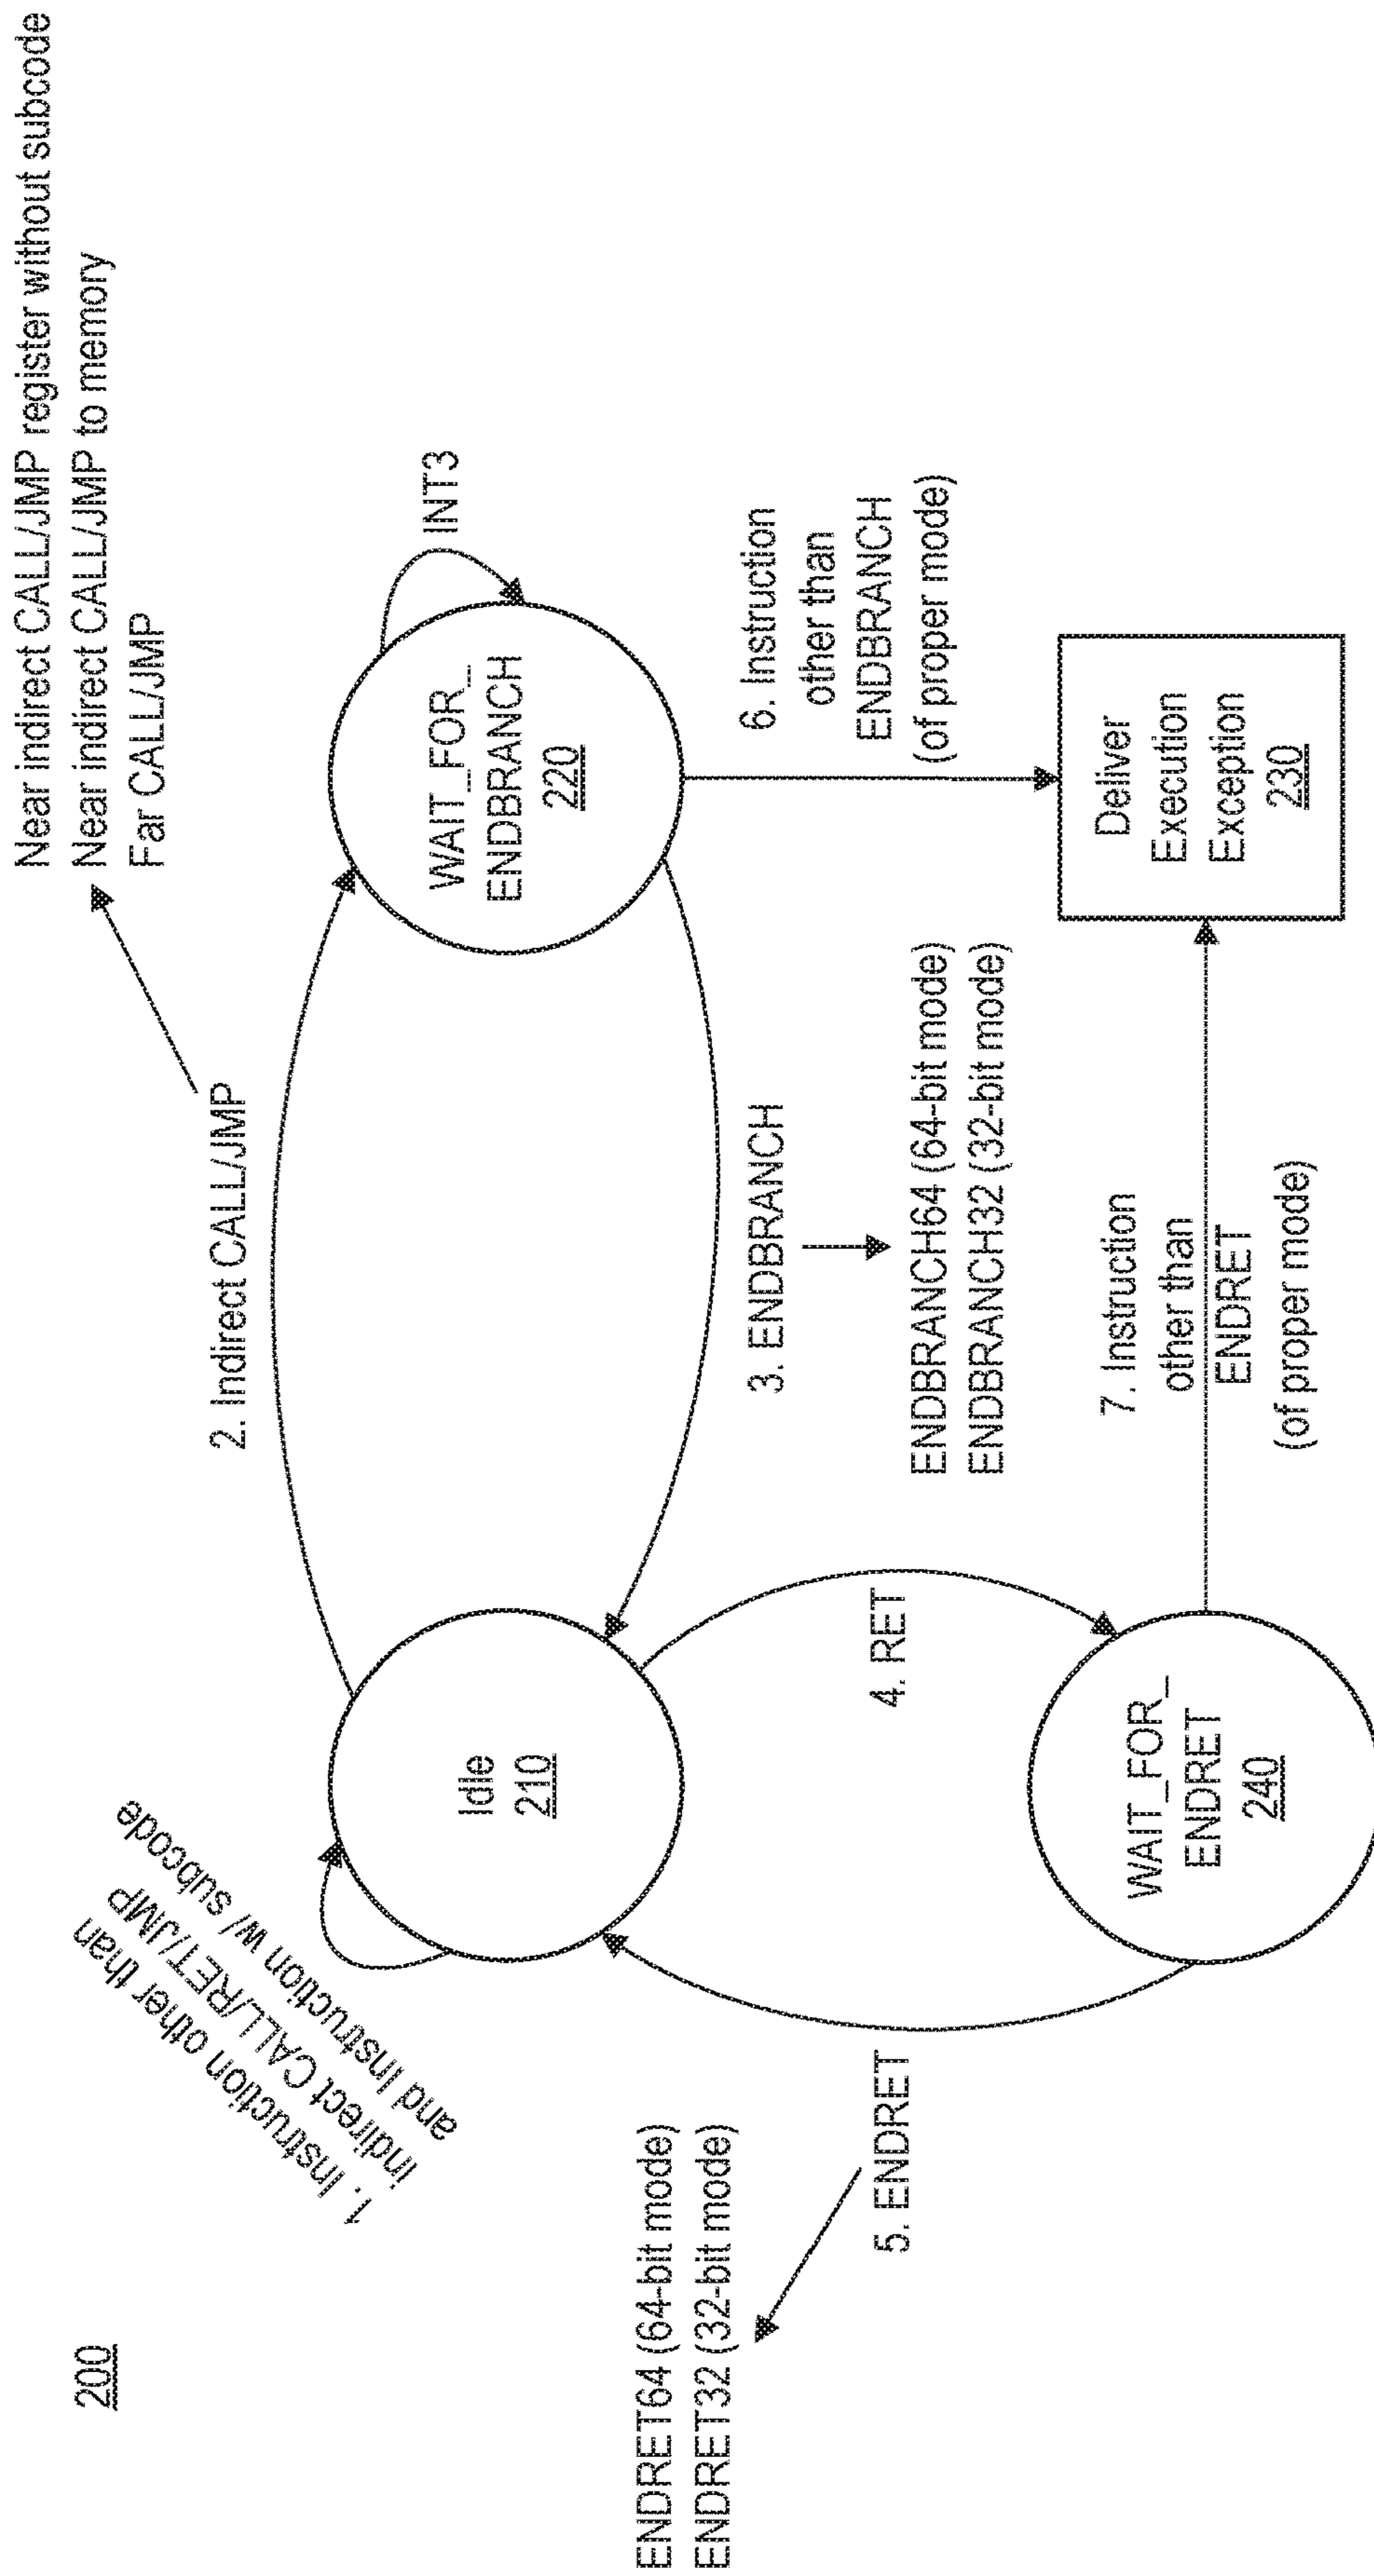 200
1. Instruction other than
indirect CALL/RET/JMP
and Instruction w/ subcode
2. Indirect CALL/JMP
Near indirect CALL/JMP register without subcode
Near indirect CALL/JMP to memory
Far CALL/JMP
Idle
210
WAIT_FOR_
ENDBRANCH
220
INT3
3. ENDBRANCH
ENDBRANCH64 (64-bit mode)
ENDBRANCH32 (32-bit mode)
6. Instruction
other than
ENDBRANCH
(of proper mode)
ENDRET64 (64-bit mode)
ENDRET32 (32-bit mode)
5. ENDRET
4. RET
WAIT_FOR_
ENDRET
240
7. Instruction
other than
ENDRET
(of proper mode)
Deliver
Execution
Exception
230